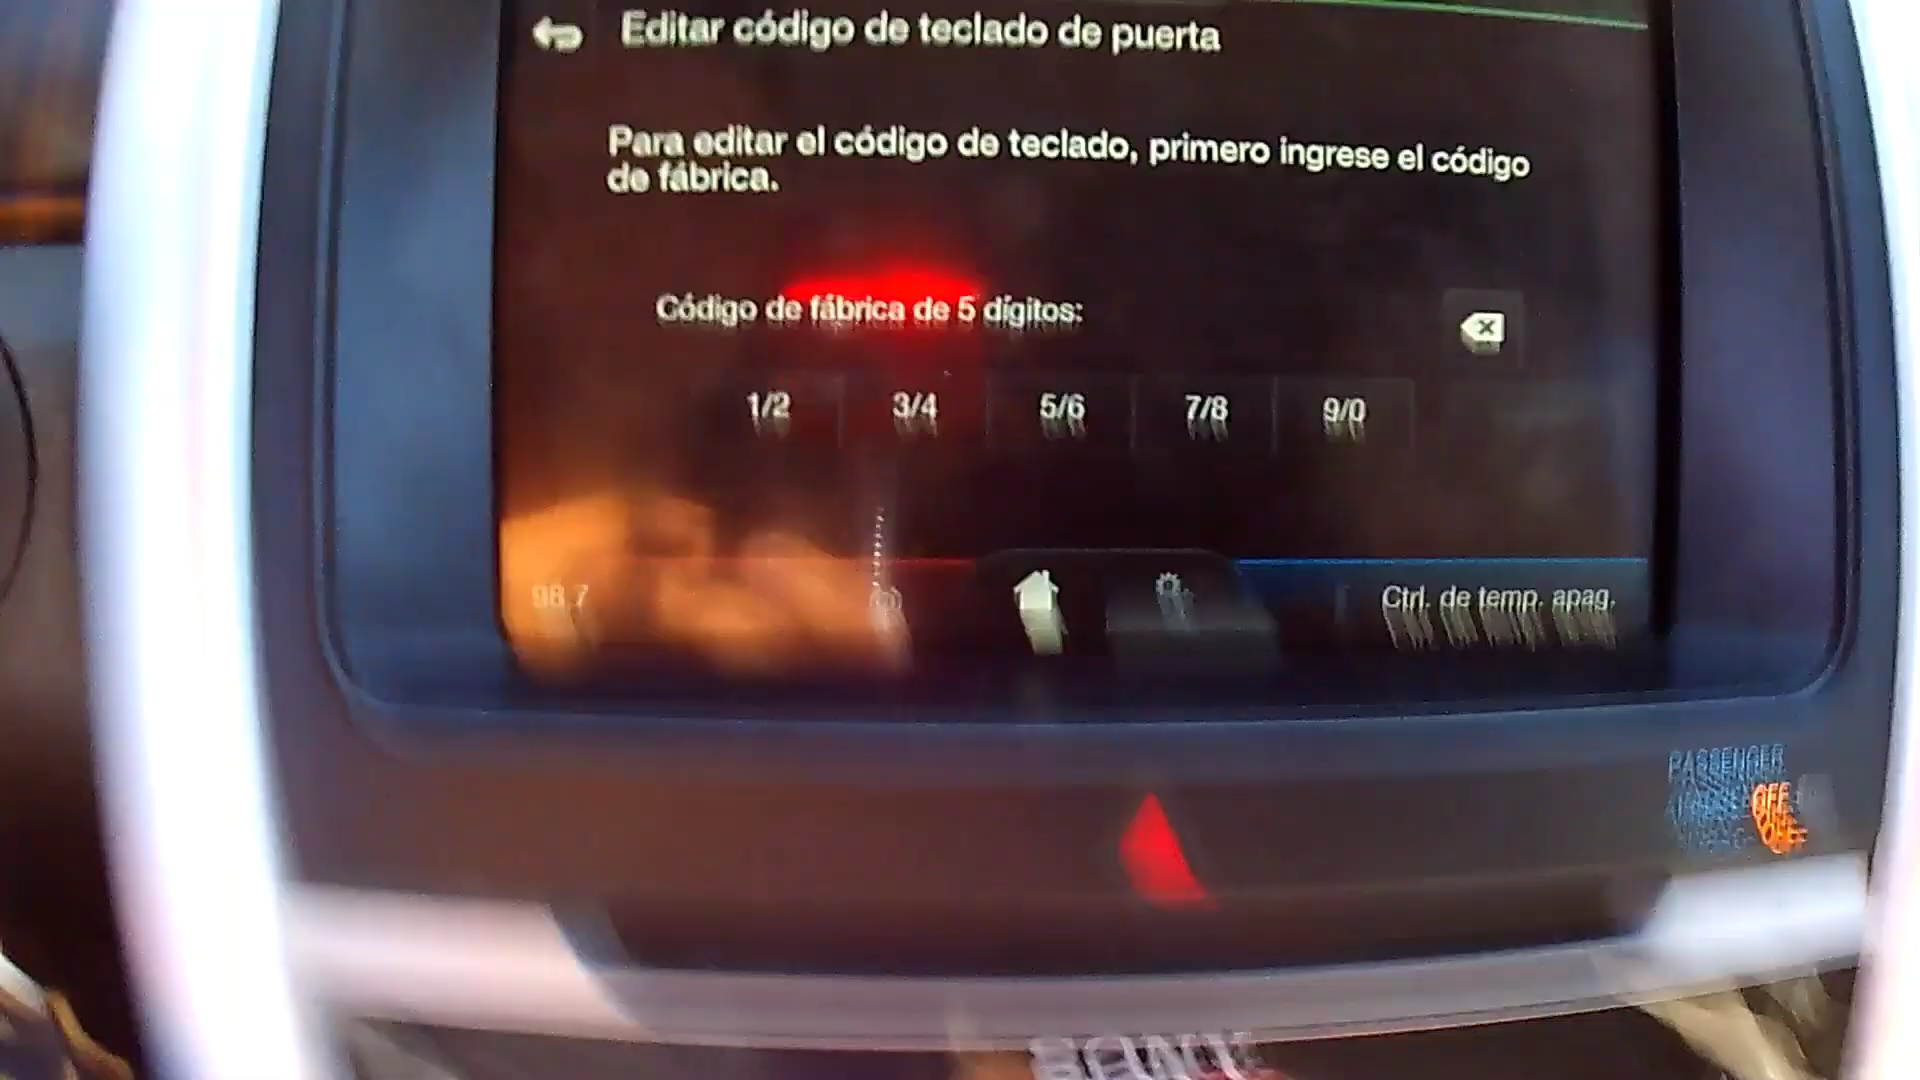 Editar código de teclado de puerta
Para editar el código de teclado, primero ingrese el código
de fábrica.
Código de fábrica de 5 dígitos:
1/2 3/4 5/6 7/8 9/0
98.7
Ctrl. de temp. apag.
PASSENGER
OFF